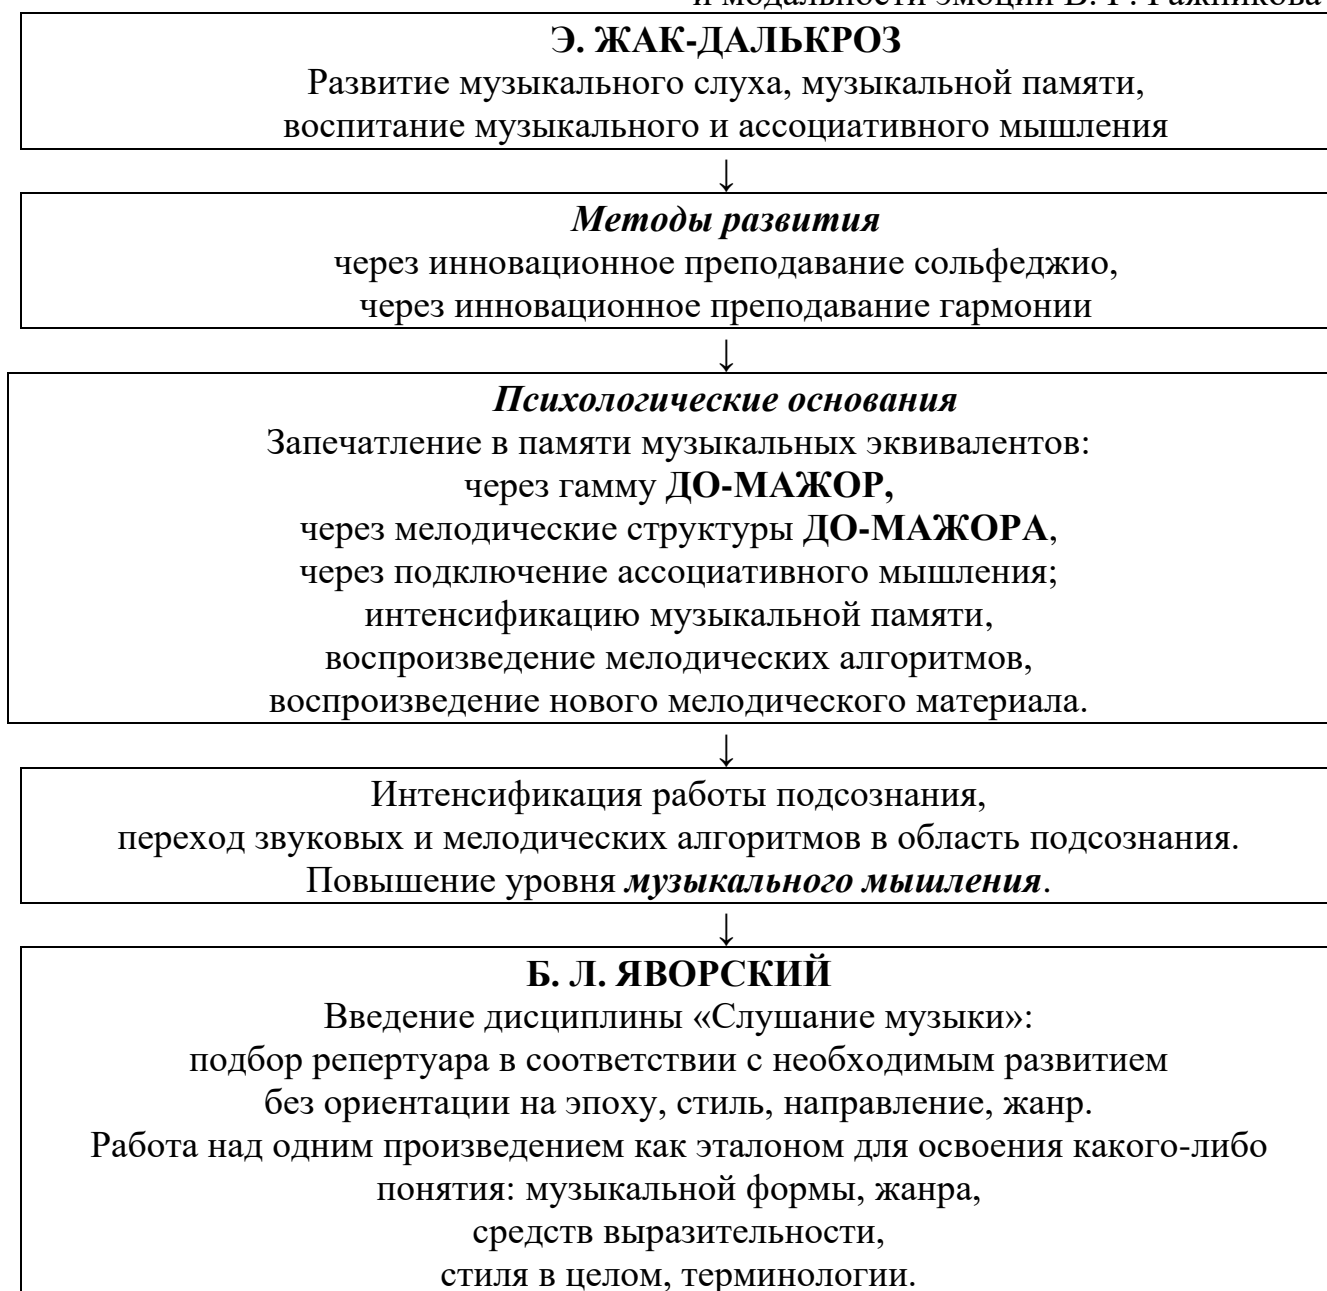 и модальности эмоций В. Г. Ражникова
Э. ЖАК-ДАЛЬКРОЗ
Развитие музыкального слуха, музыкальной памяти,
воспитание музыкального и ассоциативного мышления
↓
Методы развития
через инновационное преподавание сольфеджио,
через инновационное преподавание гармонии
↓
Психологические основания
Запечатление в памяти музыкальных эквивалентов:
через гамму ДО-МАЖОР,
через мелодические структуры ДО-МАЖОРА,
через подключение ассоциативного мышления;
интенсификацию музыкальной памяти,
воспроизведение мелодических алгоритмов,
воспроизведение нового мелодического материала.
↓
Интенсификация работы подсознания,
переход звуковых и мелодических алгоритмов в область подсознания.
Повышение уровня музыкального мышления.
↓
Б. Л. ЯВОРСКИЙ
Введение дисциплины «Слушание музыки»:
подбор репертуара в соответствии с необходимым развитием
без ориентации на эпоху, стиль, направление, жанр.
Работа над одним произведением как эталоном для освоения какого-либо
понятия: музыкальной формы, жанра,
средств выразительности,
стиля в целом, терминологии.